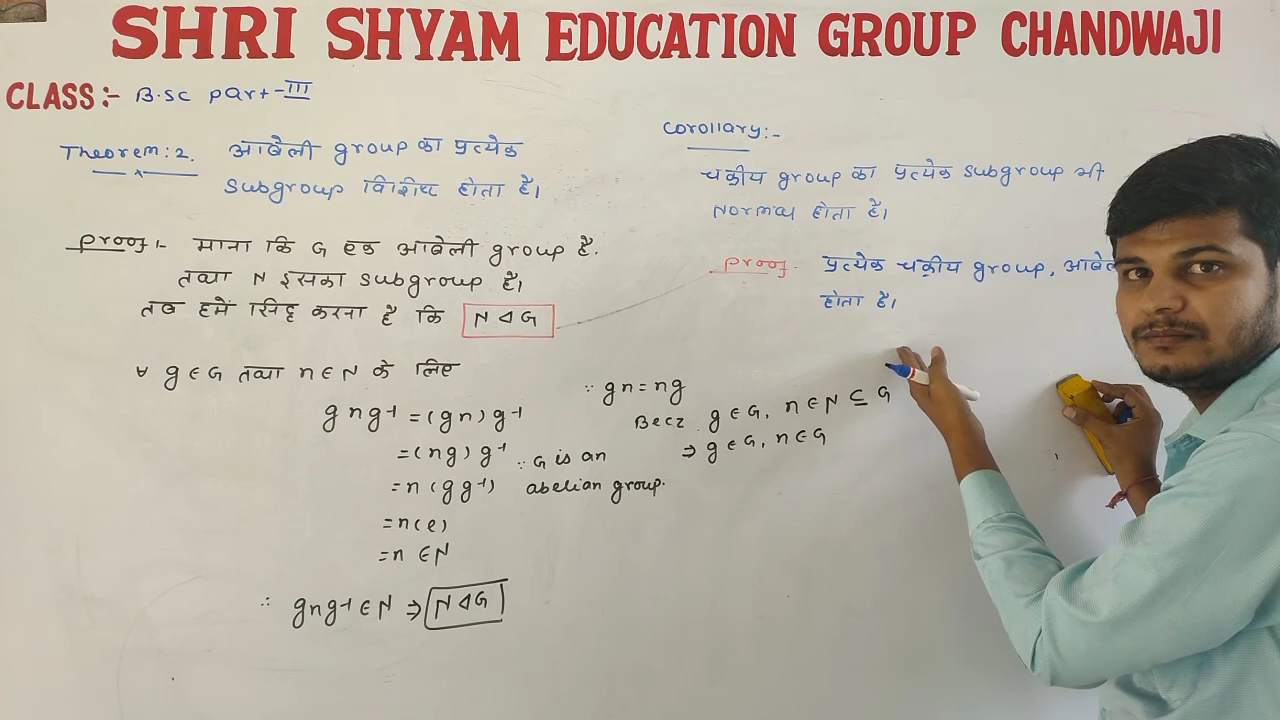 SHRI SHYAM EDUCATION GROUP CHANDWAJI
CLASS:- B.SC part-III
Theorem:2. आबेली group का प्रत्येक
subgroup विशिष्ट होता है।
proof:- माना कि G एक आबेली group है.
तथा N इसका subgroup है।
तब हमें सिद्ध करना है कि N ⊲ G
∀ g ∈ G तथा n ∈ N के लिए
g n g⁻¹ = (gn) g⁻¹
= (ng) g⁻¹ ∵ G is an
= n (g g⁻¹) abelian group.
= n(e)
= n ∈ N
∴ g n g⁻¹ ∈ N ⇒ N ⊲ G
∵ gn = ng
Becz. g ∈ G, n ∈ N ⊆ G
⇒ g ∈ G, n ∈ G
Corollary:-
चक्रीय group का प्रत्येक subgroup भी
Normal होता है।
proof. प्रत्येक चक्रीय group, आबे
होता है।